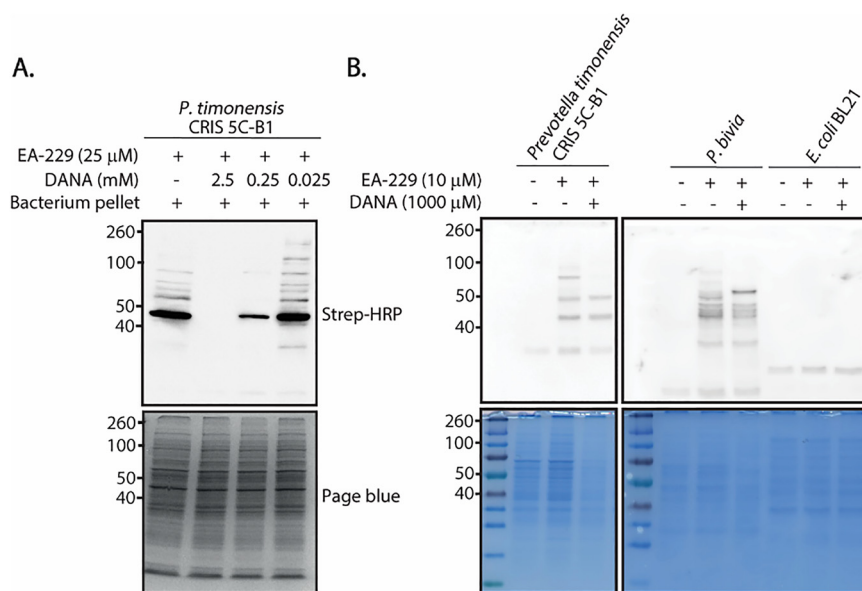 A.
P. timonensis
CRIS 5C-B1
EA-229 (25 μM) + + + +
DANA (mM) - 2.5 0.25 0.025
Bacterium pellet + + + +
260
100
50
40
Strep-HRP
260
100
50
40
Page blue
B.
Prevotella timonensis
CRIS 5C-B1
P. bivia
E. coli BL21
EA-229 (10 μM) - + + - + + - + +
DANA (1000 μM) - - + - - + - - +
260
100
50
40
260
100
50
40